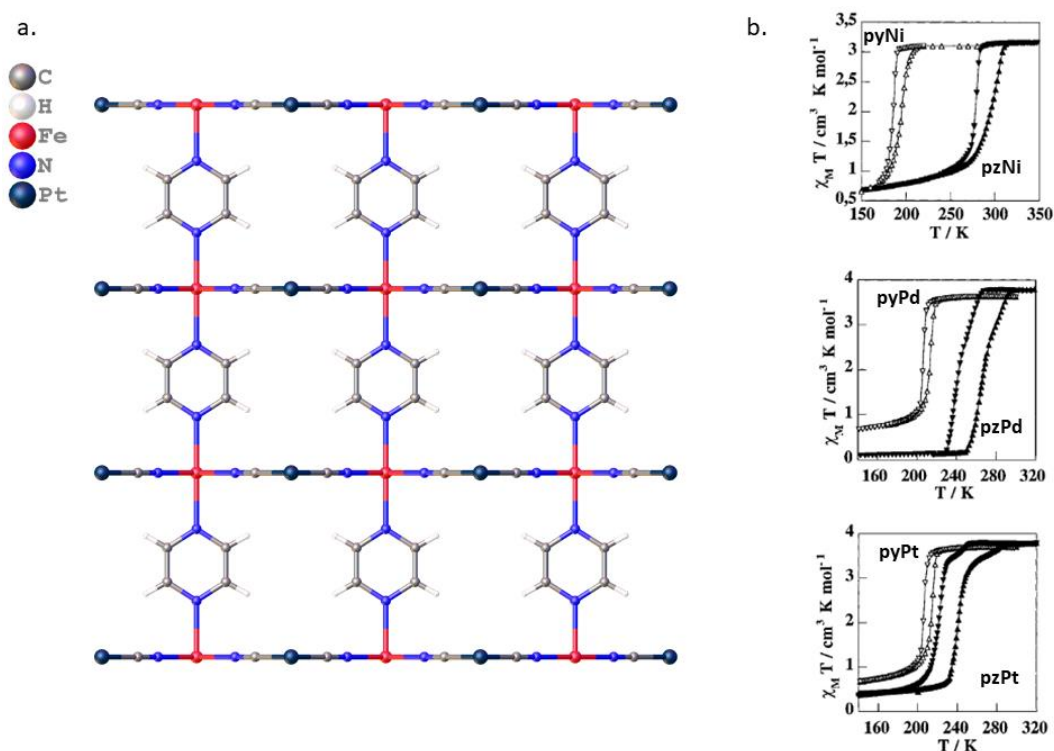 a.
C
H
Fe
N
Pt
b.
pyNi
pzNi
3,5
3
2,5
2
1,5
1
0,5
χM T / cm³ K mol⁻¹
150 200 250 300 350
T / K
pyPd
pzPd
4
3
2
1
0
χM T / cm³ K mol⁻¹
200 240 280 320
T / K
pyPt
pzPt
4
3
2
1
0
χM T / cm³ K mol⁻¹
160 200 240 280 320
T / K